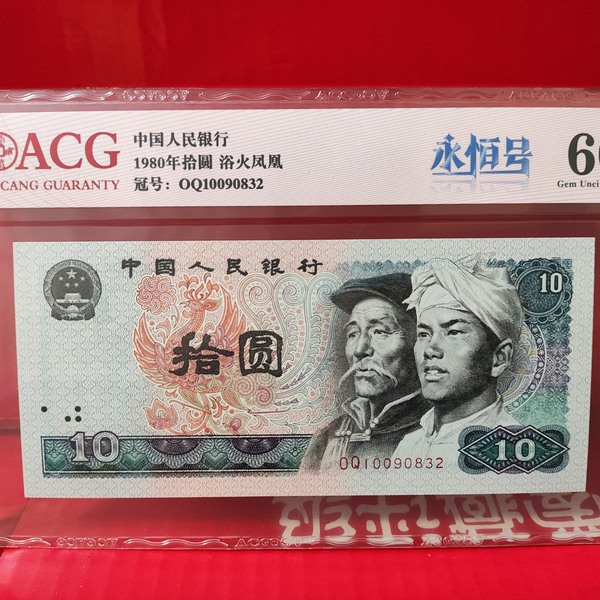 ACG
CANG GUARANTY
中国人民银行
1980年拾圆 浴火凤凰
冠号: OQ10090832
永恒号
Gem Unci
中国人民银行
10
拾圆
10
OQ10090832
10